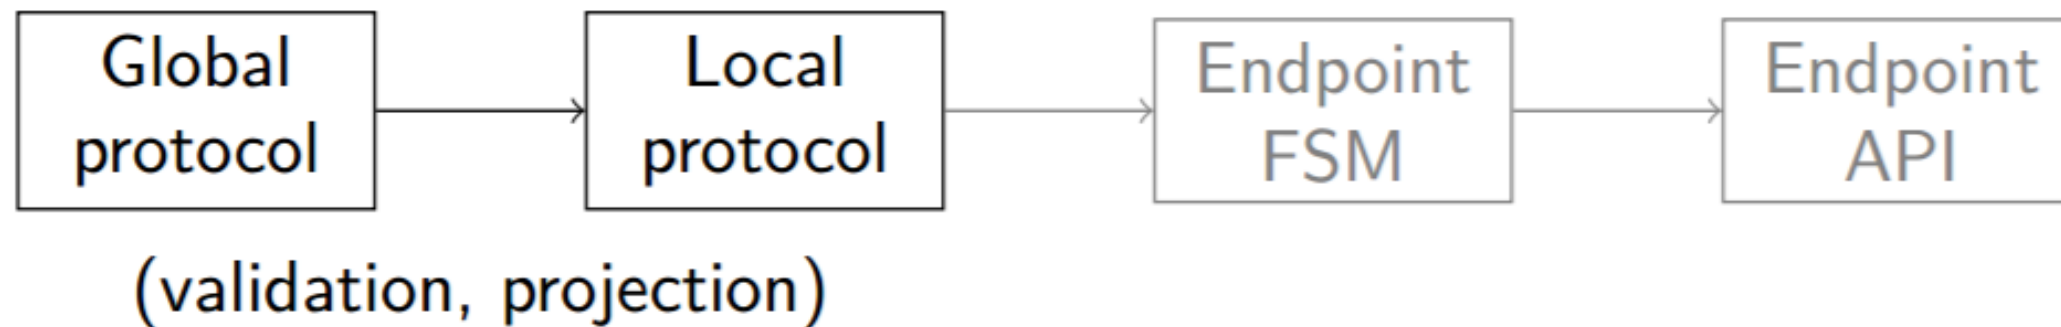 Global
protocol
Local
protocol
Endpoint
FSM
Endpoint
API
(validation, projection)